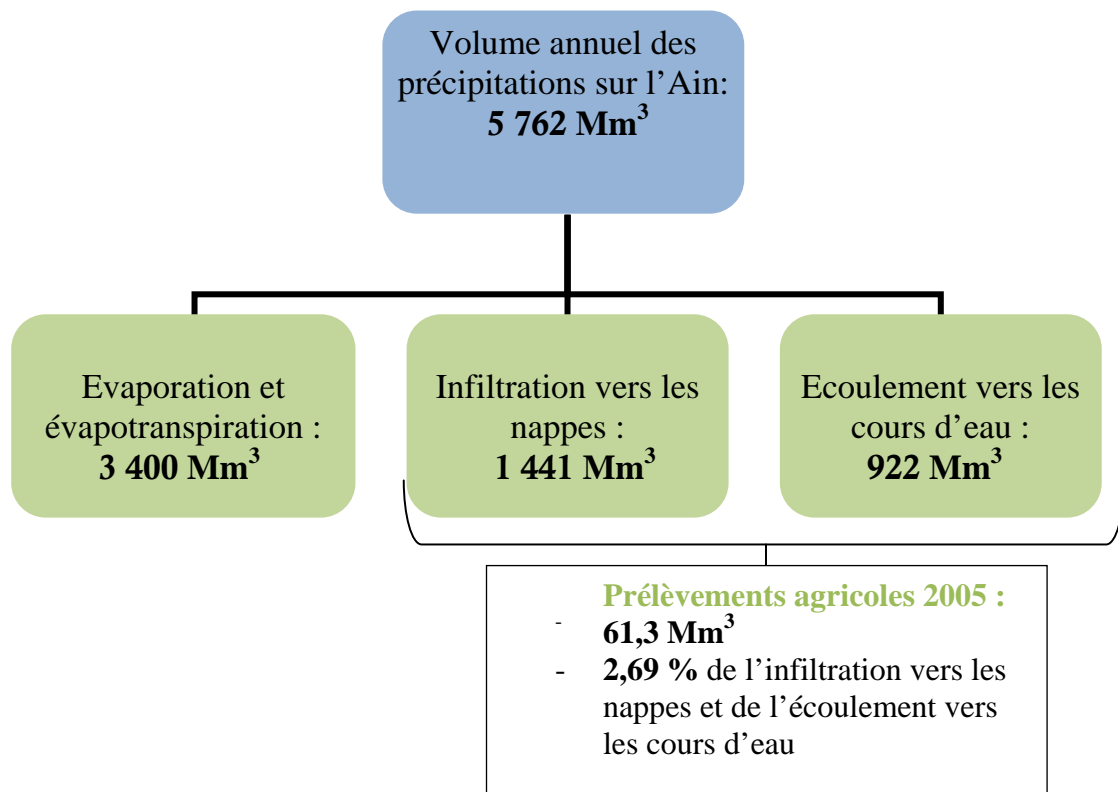 Volume annuel des
précipitations sur l’Ain:
5 762 Mm³
Evaporation et
évapotranspiration :
3 400 Mm³
Infiltration vers les
nappes :
1 441 Mm³
Ecoulement vers les
cours d’eau :
922 Mm³
Prélèvements agricoles 2005 :
- 61,3 Mm³
- 2,69 % de l’infiltration vers les
nappes et de l’écoulement vers
les cours d’eau